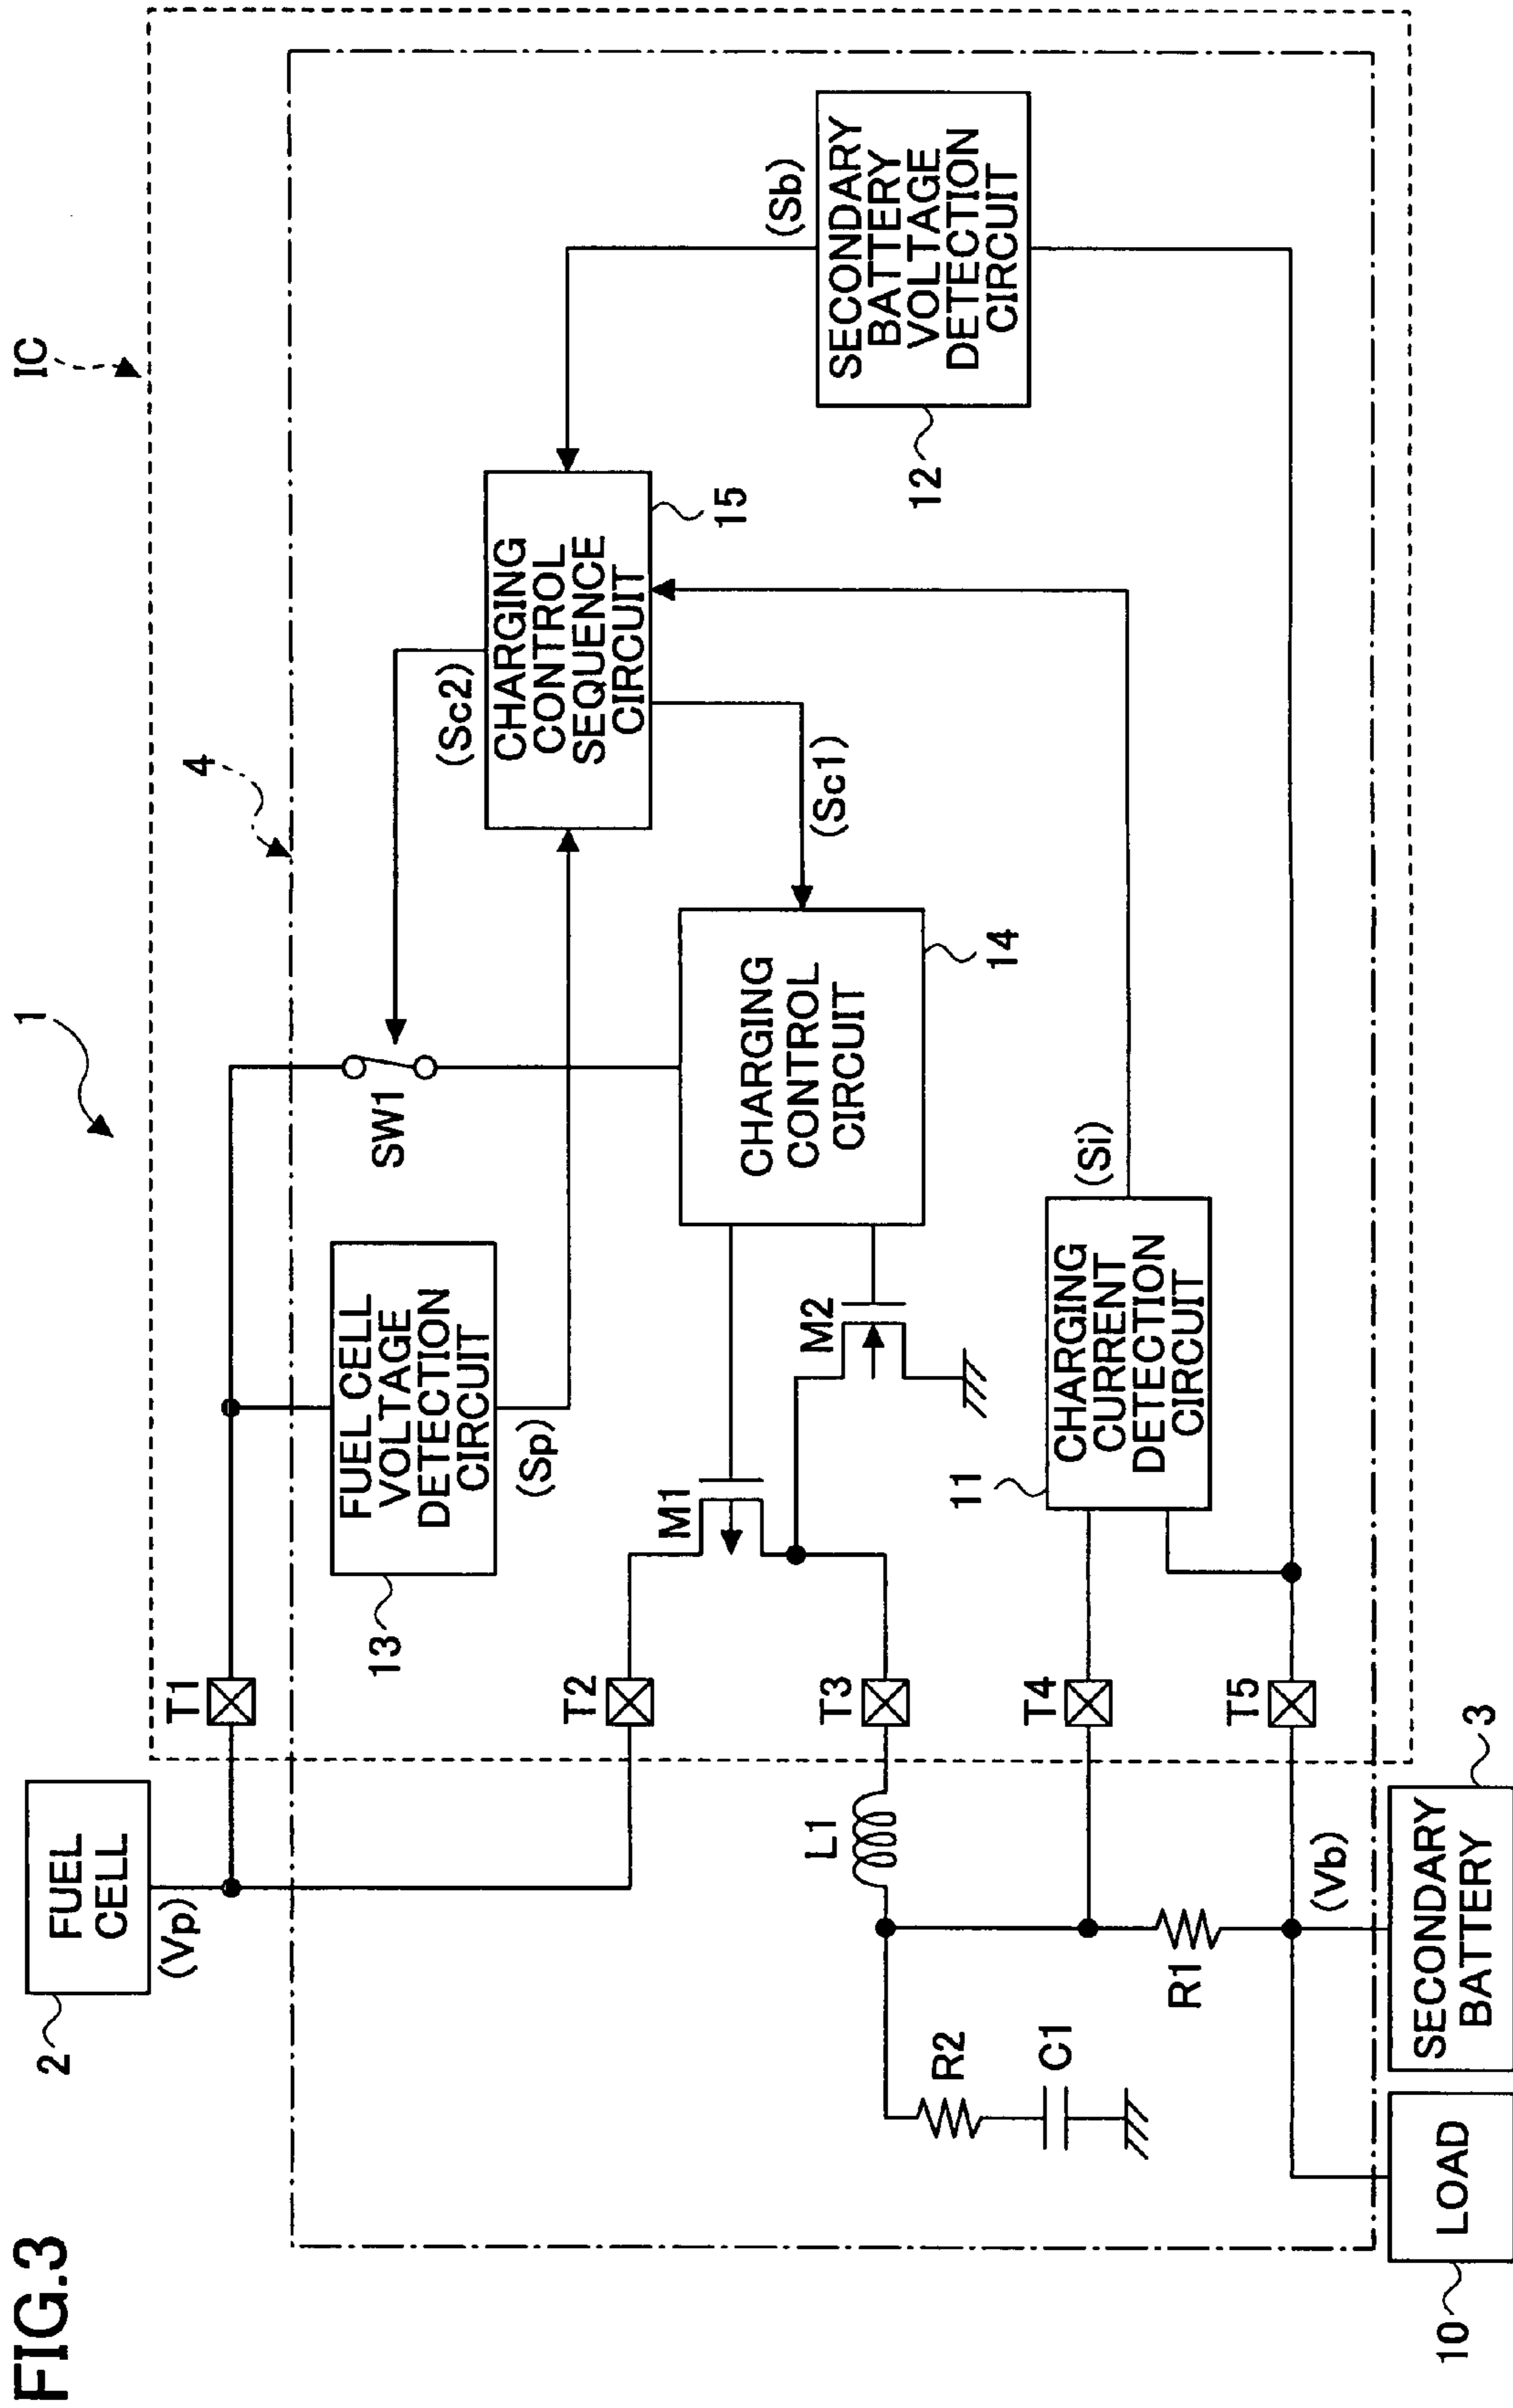 FIG.3
1
IC
2
FUEL
CELL
(Vp)
T1
4
13
FUEL CELL
VOLTAGE
DETECTION
CIRCUIT
(Sp)
SW1
(Sc2)
CHARGING
CONTROL
SEQUENCE
CIRCUIT
15
(Sb)
SECONDARY
BATTERY
VOLTAGE
DETECTION
CIRCUIT
12
T2
M1
M2
CHARGING
CONTROL
CIRCUIT
14
(Sc1)
L1
T3
R2
C1
T4
11
CHARGING
CURRENT
DETECTION
CIRCUIT
(Si)
R1
T5
(Vb)
10
LOAD
SECONDARY
BATTERY
3